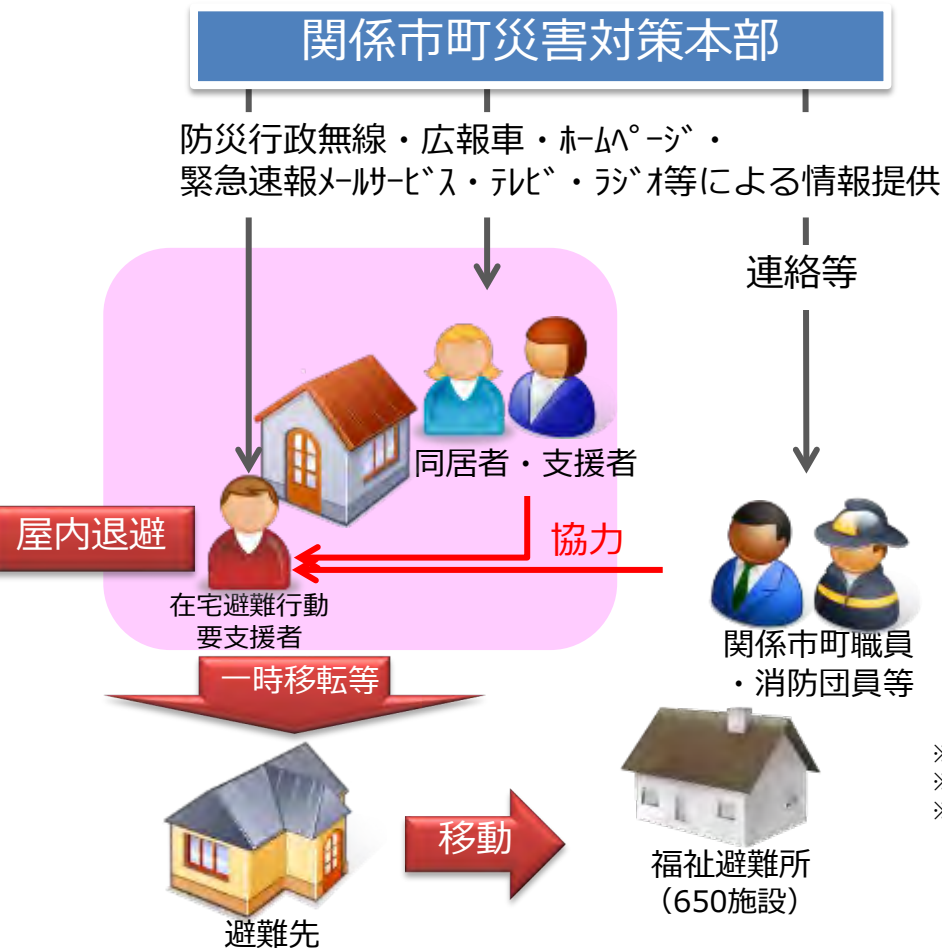 関係市町災害対策本部
防災行政無線・広報車・ﾎｰﾑﾍﾟｰｼﾞ・
緊急速報ﾒｰﾙｻｰﾋﾞｽ・ﾃﾚﾋﾞ・ﾗｼﾞｵ等による情報提供
連絡等
同居者・支援者
屋内退避
協力
在宅避難行動
要支援者
関係市町職員
・消防団員等
一時移転等
※
※
※
移動
福祉避難所
（650施設）
避難先